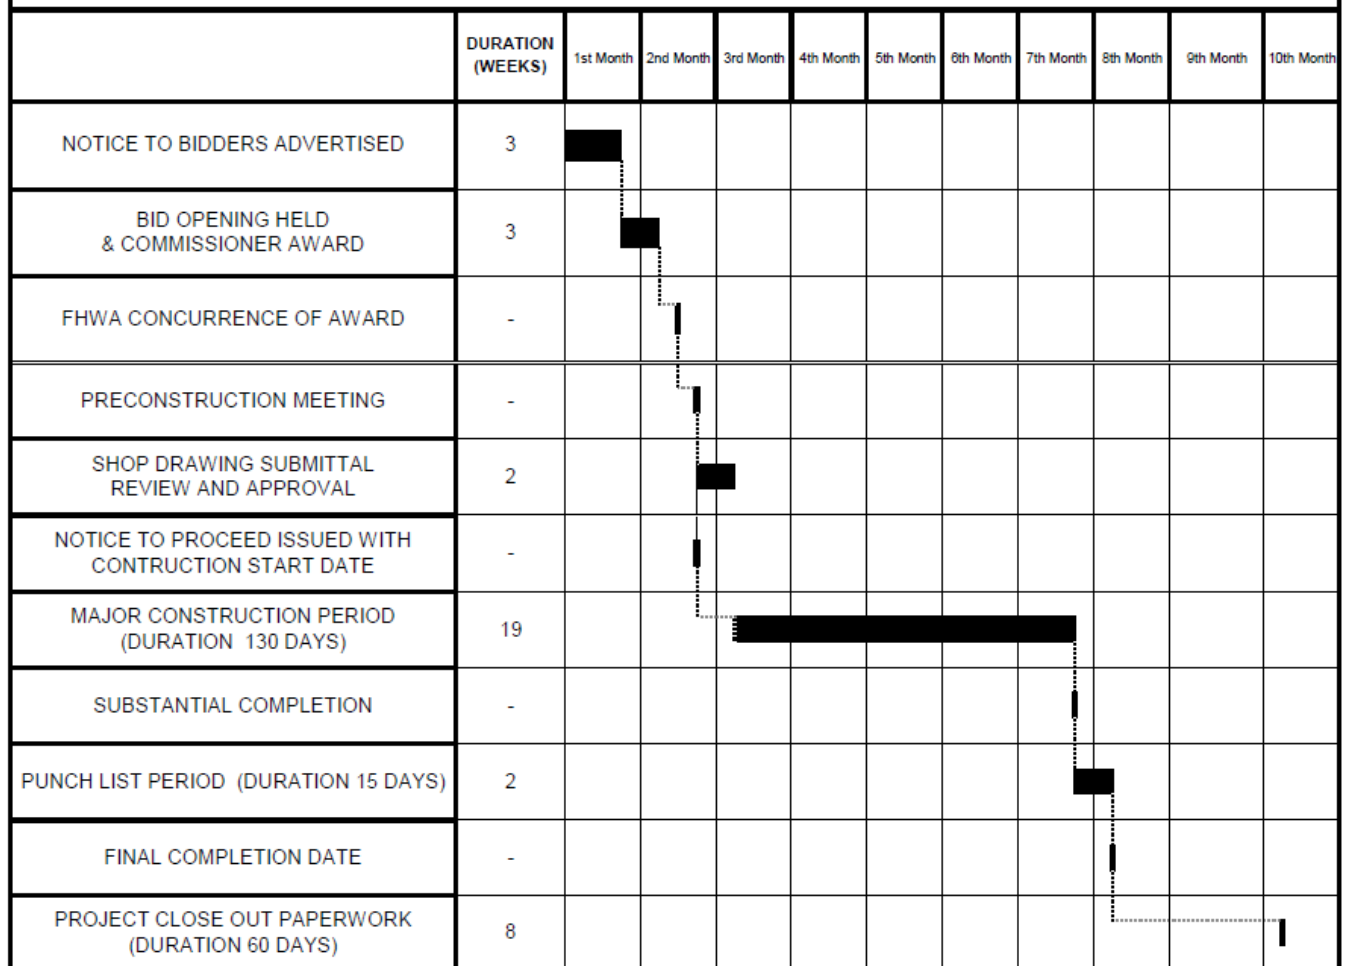 DURATION
(WEEKS)
1st Month
2nd Month
3rd Month
4th Month
5th Month
6th Month
7th Month
8th Month
9th Month
10th Month
NOTICE TO BIDDERS ADVERTISED
3
BID OPENING HELD
& COMMISSIONER AWARD
3
FHWA CONCURRENCE OF AWARD
-
PRECONSTRUCTION MEETING
-
SHOP DRAWING SUBMITTAL
REVIEW AND APPROVAL
2
NOTICE TO PROCEED ISSUED WITH
CONTRUCTION START DATE
-
MAJOR CONSTRUCTION PERIOD
(DURATION 130 DAYS)
19
SUBSTANTIAL COMPLETION
-
PUNCH LIST PERIOD (DURATION 15 DAYS)
2
FINAL COMPLETION DATE
-
PROJECT CLOSE OUT PAPERWORK
(DURATION 60 DAYS)
8